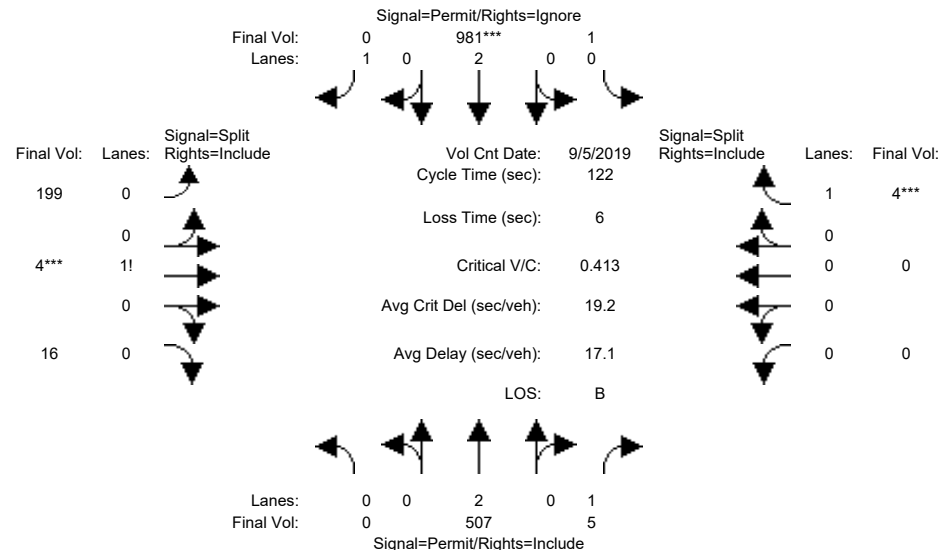 Signal=Permit/Rights=Ignore
Final Vol: 0 981*** 1
Lanes: 1 0 2 0 0
Signal=Split Signal=Split
Final Vol: Lanes: Rights=Include Vol Cnt Date: 9/5/2019 Rights=Include Lanes: Final Vol:
Cycle Time (sec): 122
199 0 1 4***
Loss Time (sec): 6
0 0
4*** 1! Critical V/C: 0.413 0 0
0 Avg Crit Del (sec/veh): 19.2 0
16 0 Avg Delay (sec/veh): 17.1 0 0
LOS: B
Lanes: 0 0 2 0 1
Final Vol: 0 507 5
Signal=Permit/Rights=Include